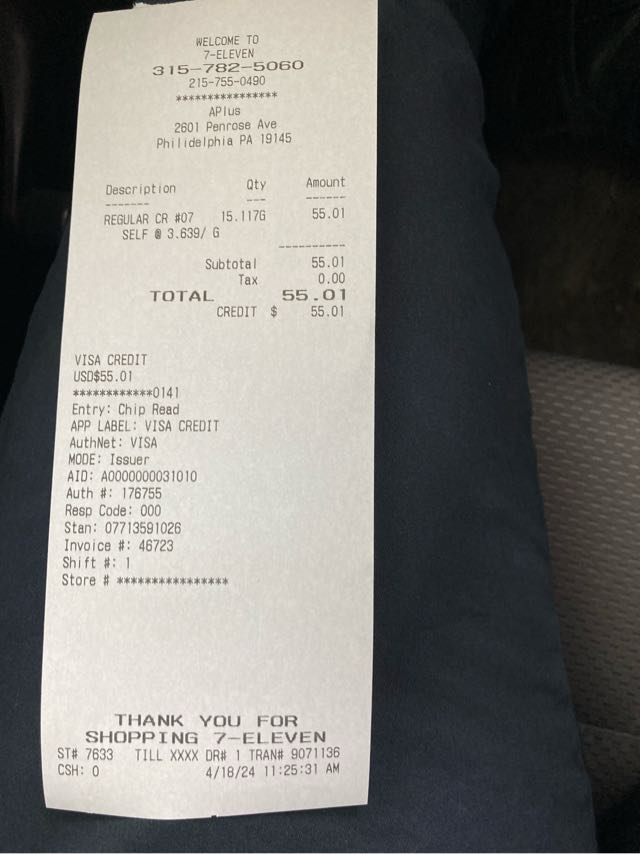 WELCOME TO
7-ELEVEN
315-782-5060
215-755-0490
****************
APlus
2601 Penrose Ave
Philidelphia PA 19145
Description Qty Amount
------- --- ------
REGULAR CR #07 15.117G 55.01
SELF @ 3.639/ G
----------
Subtotal 55.01
Tax 0.00
TOTAL 55.01
CREDIT $ 55.01
VISA CREDIT
USD$55.01
************0141
Entry: Chip Read
APP LABEL: VISA CREDIT
AuthNet: VISA
MODE: Issuer
AID: A0000000031010
Auth #: 176755
Resp Code: 000
Stan: 07713591026
Invoice #: 46723
Shift #: 1
Store # ****************
THANK YOU FOR
SHOPPING 7-ELEVEN
ST# 7633 TILL XXXX DR# 1 TRAN# 9071136
CSH: 0 4/18/24 11:25:31 AM